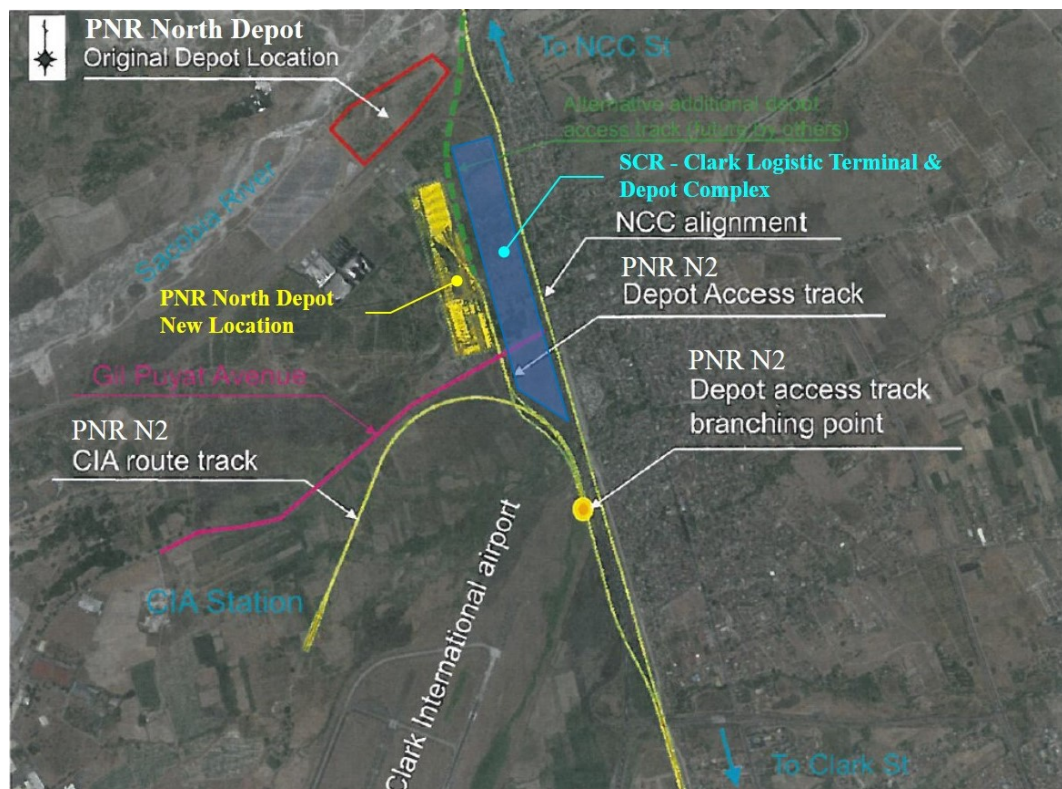 PNR North Depot
Original Depot Location
To NCC St
Alternative additional depot
access track (future by others)
SCR - Clark Logistic Terminal &
Depot Complex
Sacobia River
NCC alignment
PNR N2
Depot Access track
PNR North Depot
New Location
PNR N2
Depot access track
branching point
Gil Puyat Avenue
PNR N2
CIA route track
CIA Station
Clark International airport
To Clark St